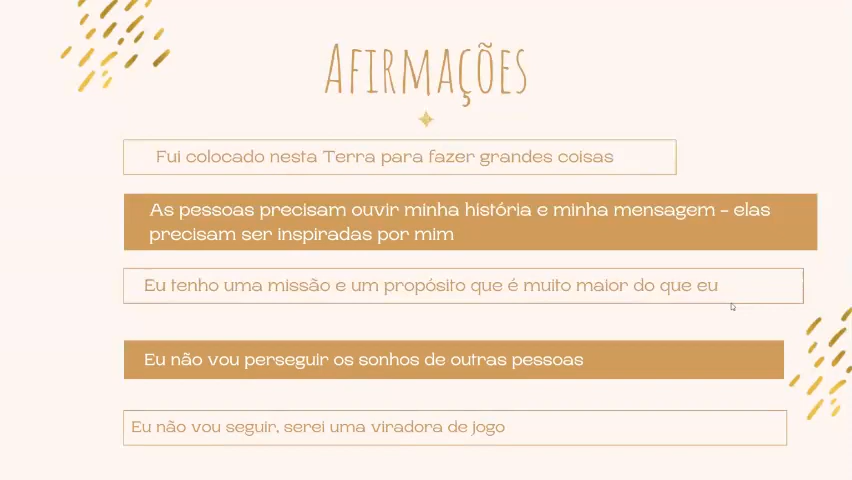 Afirmações
Fui colocado nesta Terra para fazer grandes coisas
As pessoas precisam ouvir minha história e minha mensagem - elas
precisam ser inspiradas por mim
Eu tenho uma missão e um propósito que é muito maior do que eu
Eu não vou perseguir os sonhos de outras pessoas
Eu não vou seguir, serei uma viradora de jogo